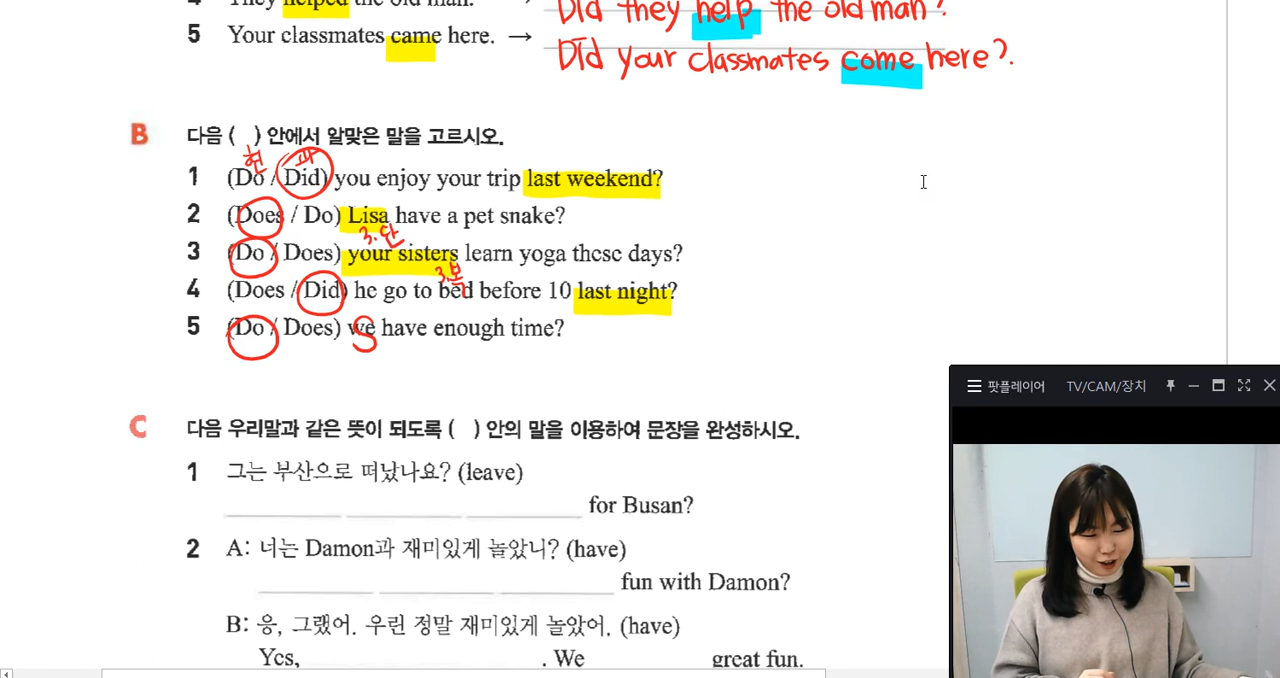 4 They helped the old man. → Did they help the old man?
5 Your classmates came here. → Did your classmates come here?
B 다음 ( ) 안에서 알맞은 말을 고르시오.
현 과
1 (Do / Did) you enjoy your trip last weekend?
2 (Does / Do) Lisa have a pet snake?
3.단
3 (Do / Does) your sisters learn yoga these days?
3.복
4 (Does / Did) he go to bed before 10 last night?
5 (Do / Does) we have enough time?
S
팟플레이어 TV/CAM/장치
C 다음 우리말과 같은 뜻이 되도록 ( ) 안의 말을 이용하여 문장을 완성하시오.
1 그는 부산으로 떠났나요? (leave)
for Busan?
2 A: 너는 Damon과 재미있게 놀았니? (have)
fun with Damon?
B: 응, 그랬어. 우린 정말 재미있게 놀았어. (have)
Yes, . We great fun.